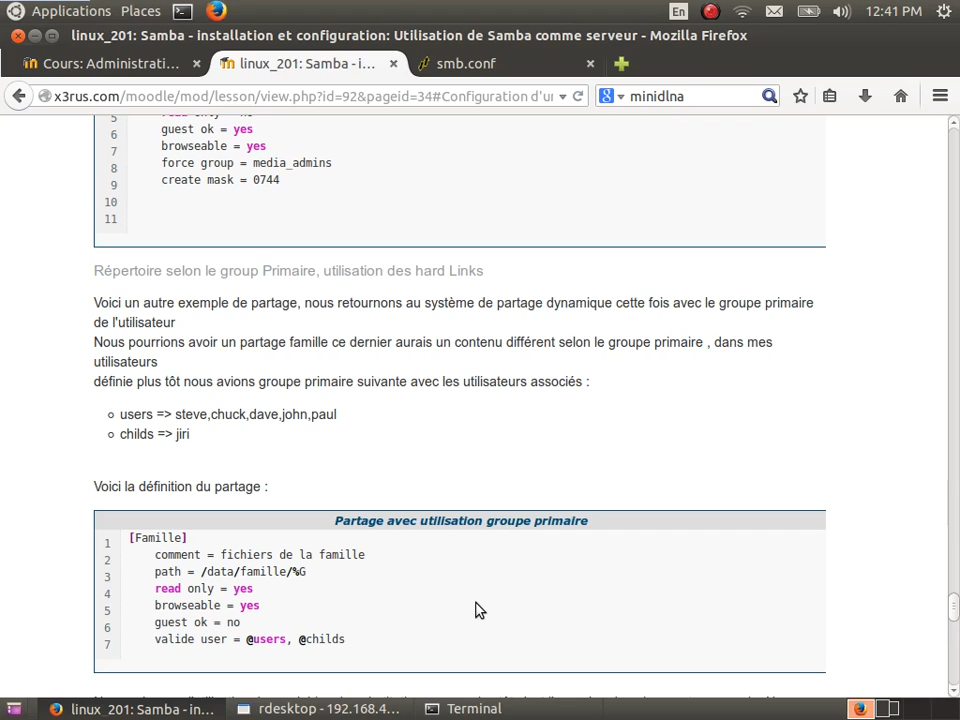 Applications Places En 12:41 PM
linux_201: Samba - installation et configuration: Utilisation de Samba comme serveur - Mozilla Firefox
Cours: Administrati... × linux_201: Samba - i... × smb.conf ×
x3rus.com/moodle/mod/lesson/view.php?id=92&pageid=34#Configuration d'u minidlna
5
6 guest ok = yes
7 browseable = yes
8 force group = media_admins
9 create mask = 0744
10
11
Répertoire selon le group Primaire, utilisation des hard Links
Voici un autre exemple de partage, nous retournons au système de partage dynamique cette fois avec le groupe primaire
de l'utilisateur
Nous pourrions avoir un partage famille ce dernier aurais un contenu différent selon le groupe primaire , dans mes
utilisateurs
définie plus tôt nous avions groupe primaire suivante avec les utilisateurs associés :
users => steve,chuck,dave,john,paul
childs => jiri
Voici la définition du partage :
Partage avec utilisation groupe primaire
1 [Famille]
2 comment = fichiers de la famille
3 path = /data/famille/%G
4 read only = yes
5 browseable = yes
6 guest ok = no
7 valide user = @users, @childs
linux_201: Samba - in... rdesktop - 192.168.4... Terminal